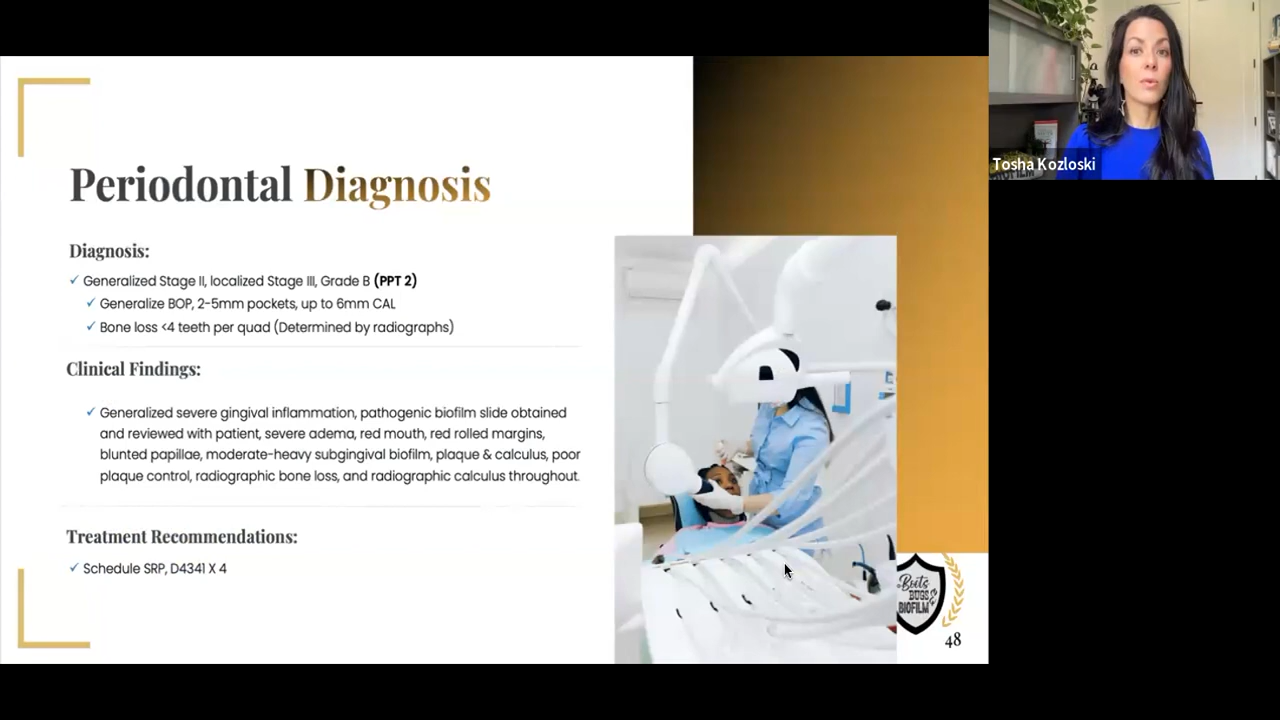 Periodontal Diagnosis
Diagnosis:
✓ Generalized Stage II, localized Stage III, Grade B (PPT 2)
✓ Generalize BOP, 2-5mm pockets, up to 6mm CAL
✓ Bone loss <4 teeth per quad (Determined by radiographs)
Clinical Findings:
✓ Generalized severe gingival inflammation, pathogenic biofilm slide obtained
and reviewed with patient, severe adema, red mouth, red rolled margins,
blunted papillae, moderate-heavy subgingival biofilm, plaque & calculus, poor
plaque control, radiographic bone loss, and radiographic calculus throughout.
Treatment Recommendations:
✓ Schedule SRP, D4341 X 4
BUGS
BIOFILM
48
Tosha Kozloski